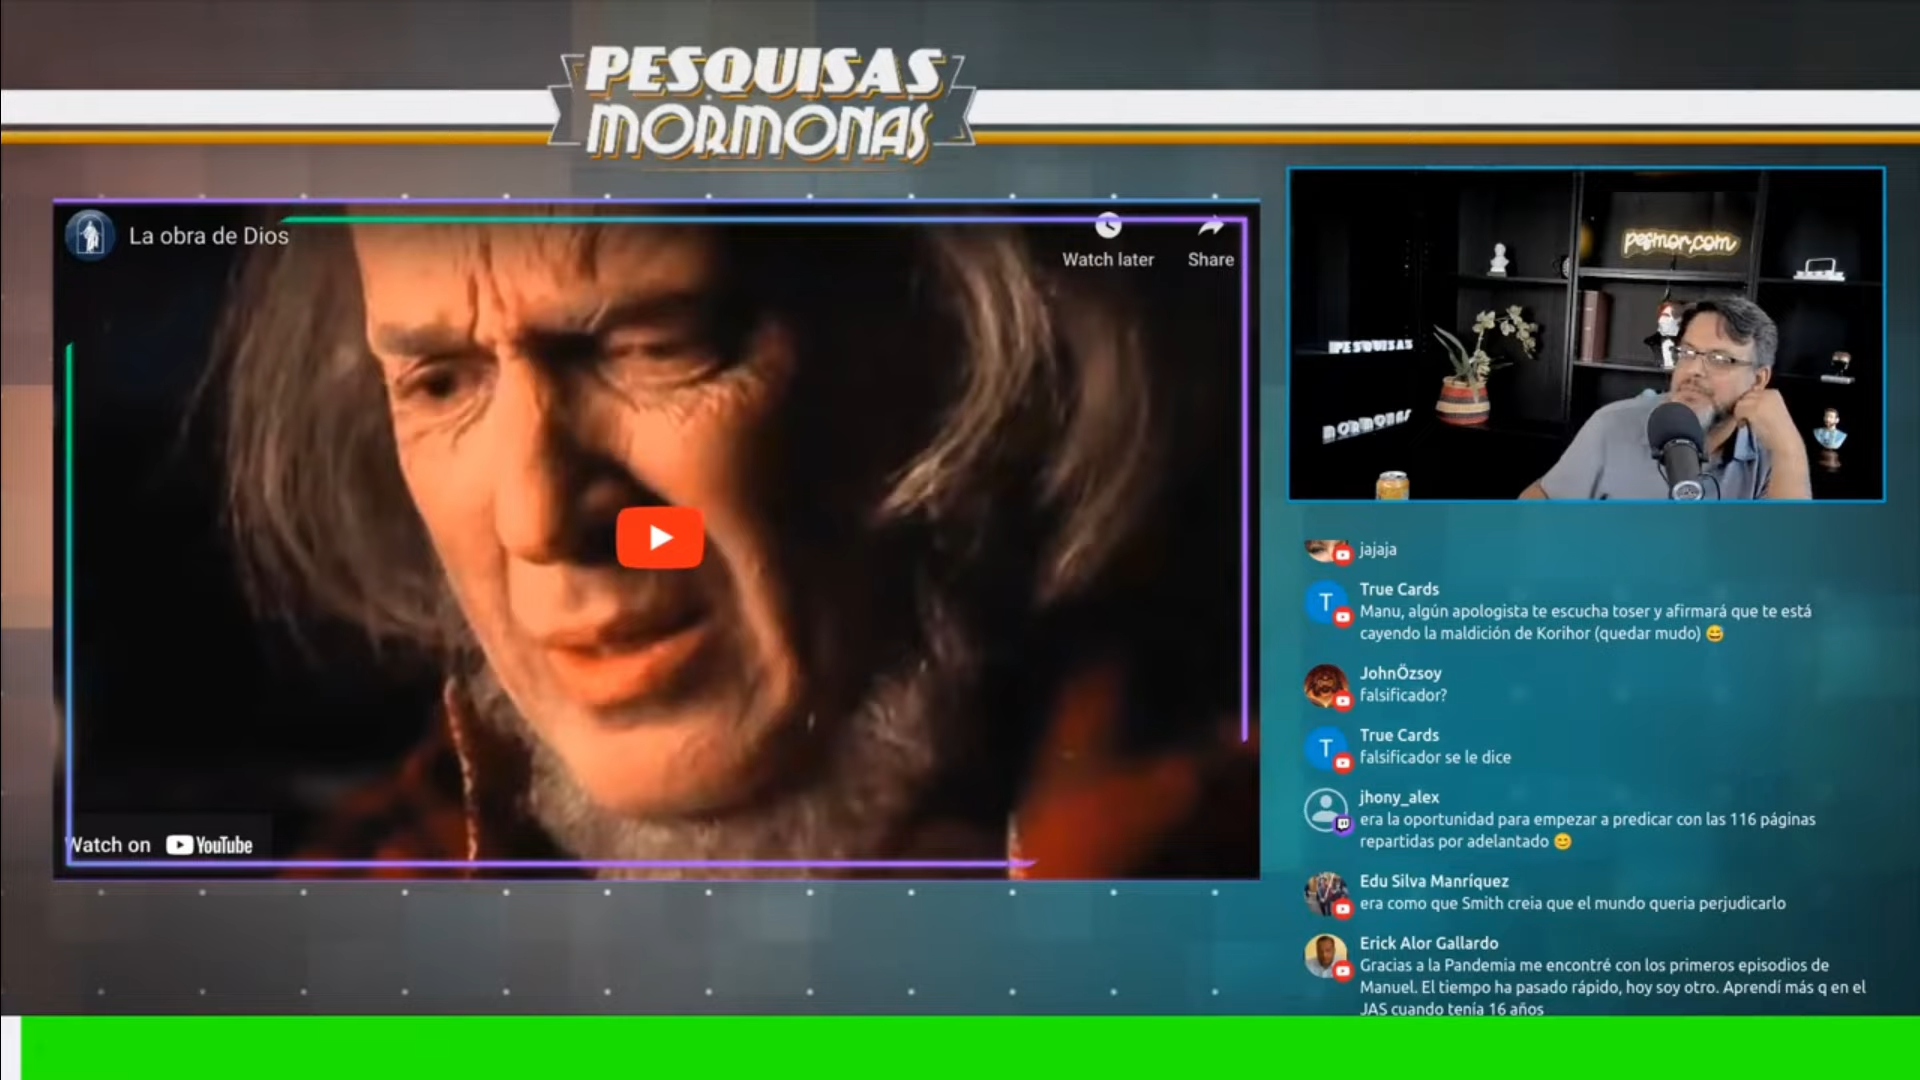 PESQUISAS
MORMONAS
La obra de Dios
Watch later
Share
Watch on YouTube
pesmor.com
PESQUISAS
MORMONAS
jajaja
True Cards
Manu, algún apologista te escucha toser y afirmará que te está
cayendo la maldición de Korihor (quedar mudo) 😅
JohnÖzsoy
falsificador?
True Cards
falsificador se le dice
jhony_alex
era la oportunidad para empezar a predicar con las 116 páginas
repartidas por adelantado 😊
Edu Silva Manríquez
era como que Smith creia que el mundo queria perjudicarlo
Erick Alor Gallardo
Gracias a la Pandemia me encontré con los primeros episodios de
Manuel. El tiempo ha pasado rápido, hoy soy otro. Aprendí más q en el
JAS cuando tenía 16 años
T
T